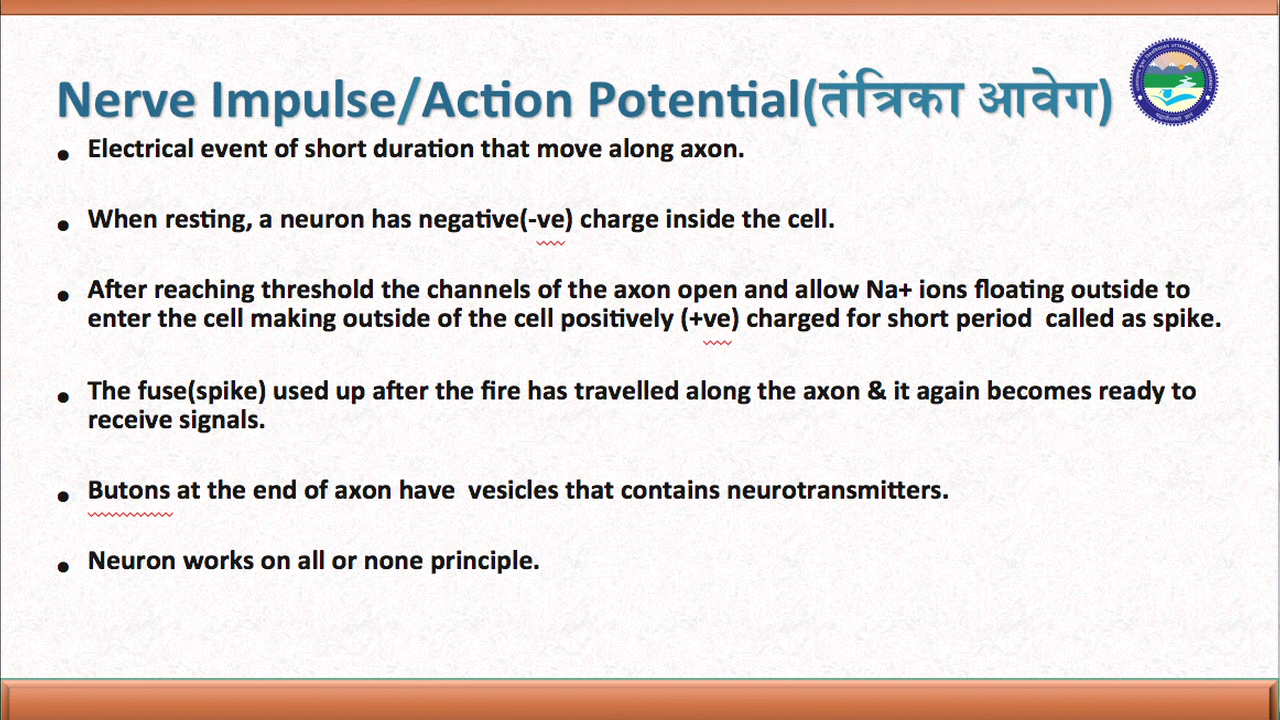 Nerve Impulse/Action Potential(तंत्रिका आवेग)
• Electrical event of short duration that move along axon.
• When resting, a neuron has negative(-ve) charge inside the cell.
• After reaching threshold the channels of the axon open and allow Na+ ions floating outside to
enter the cell making outside of the cell positively (+ve) charged for short period  called as spike.
• The fuse(spike) used up after the fire has travelled along the axon & it again becomes ready to
receive signals.
• Butons at the end of axon have  vesicles that contains neurotransmitters.
• Neuron works on all or none principle.